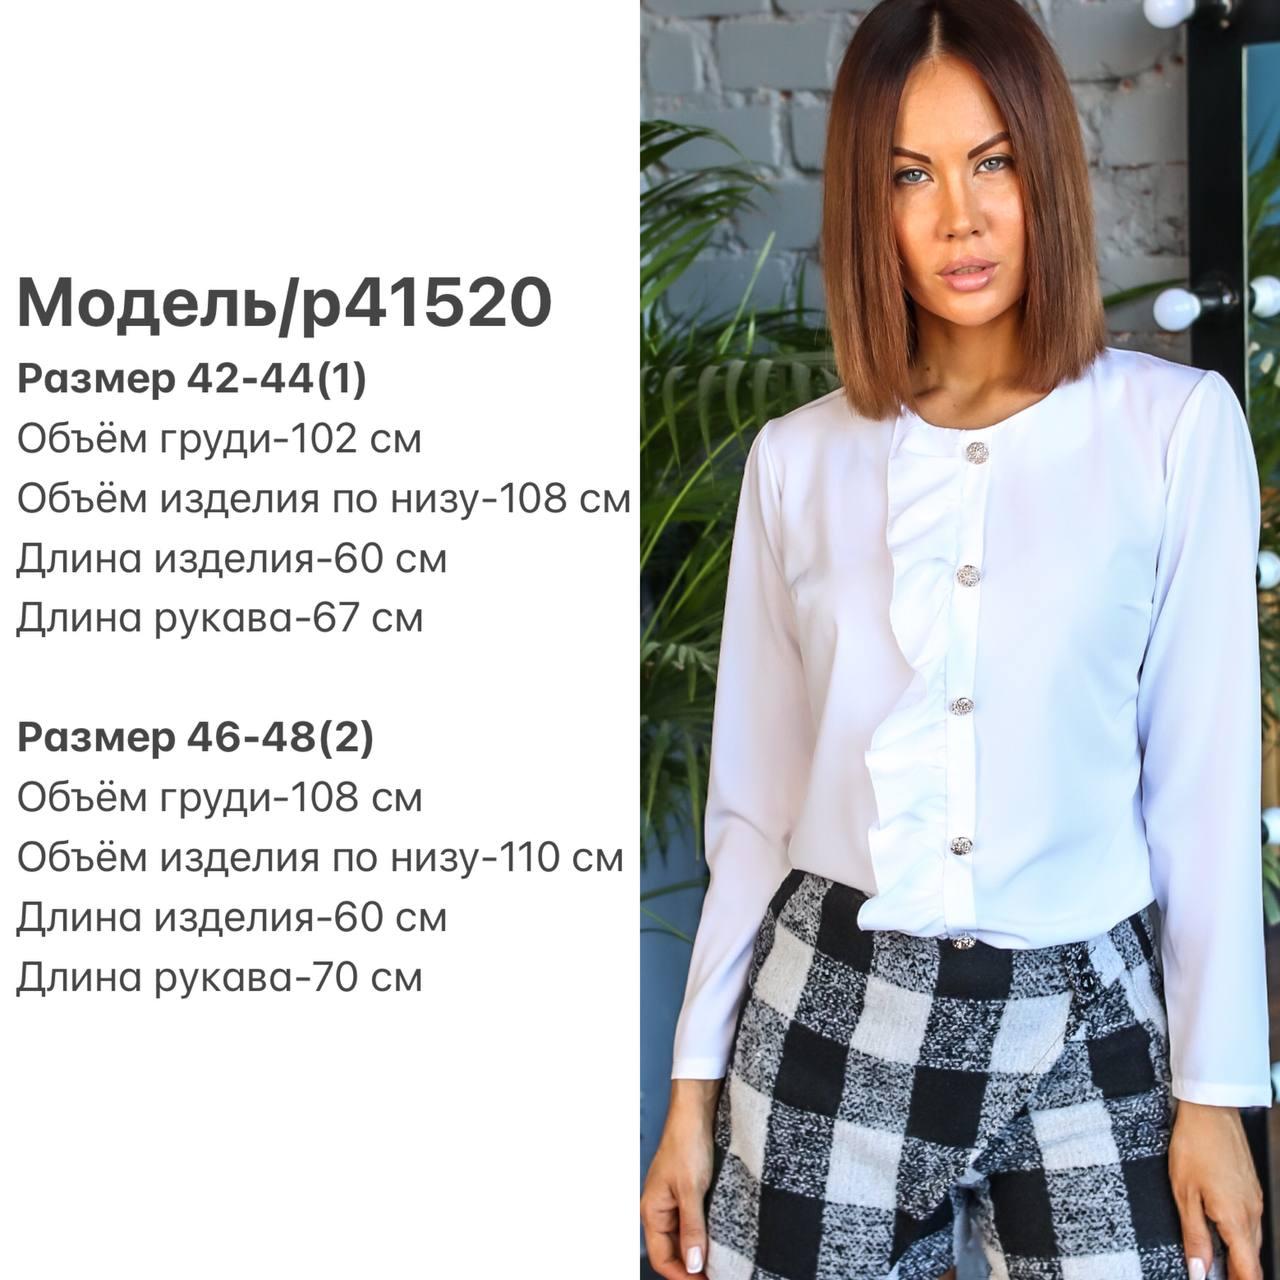 Модель/р41520
Размер 42-44(1)
Объём груди-102 см
Объём изделия по низу-108 см
Длина изделия-60 см
Длина рукава-67 см
Размер 46-48(2)
Объём груди-108 см
Объём изделия по низу-110 см
Длина изделия-60 см
Длина рукава-70 см